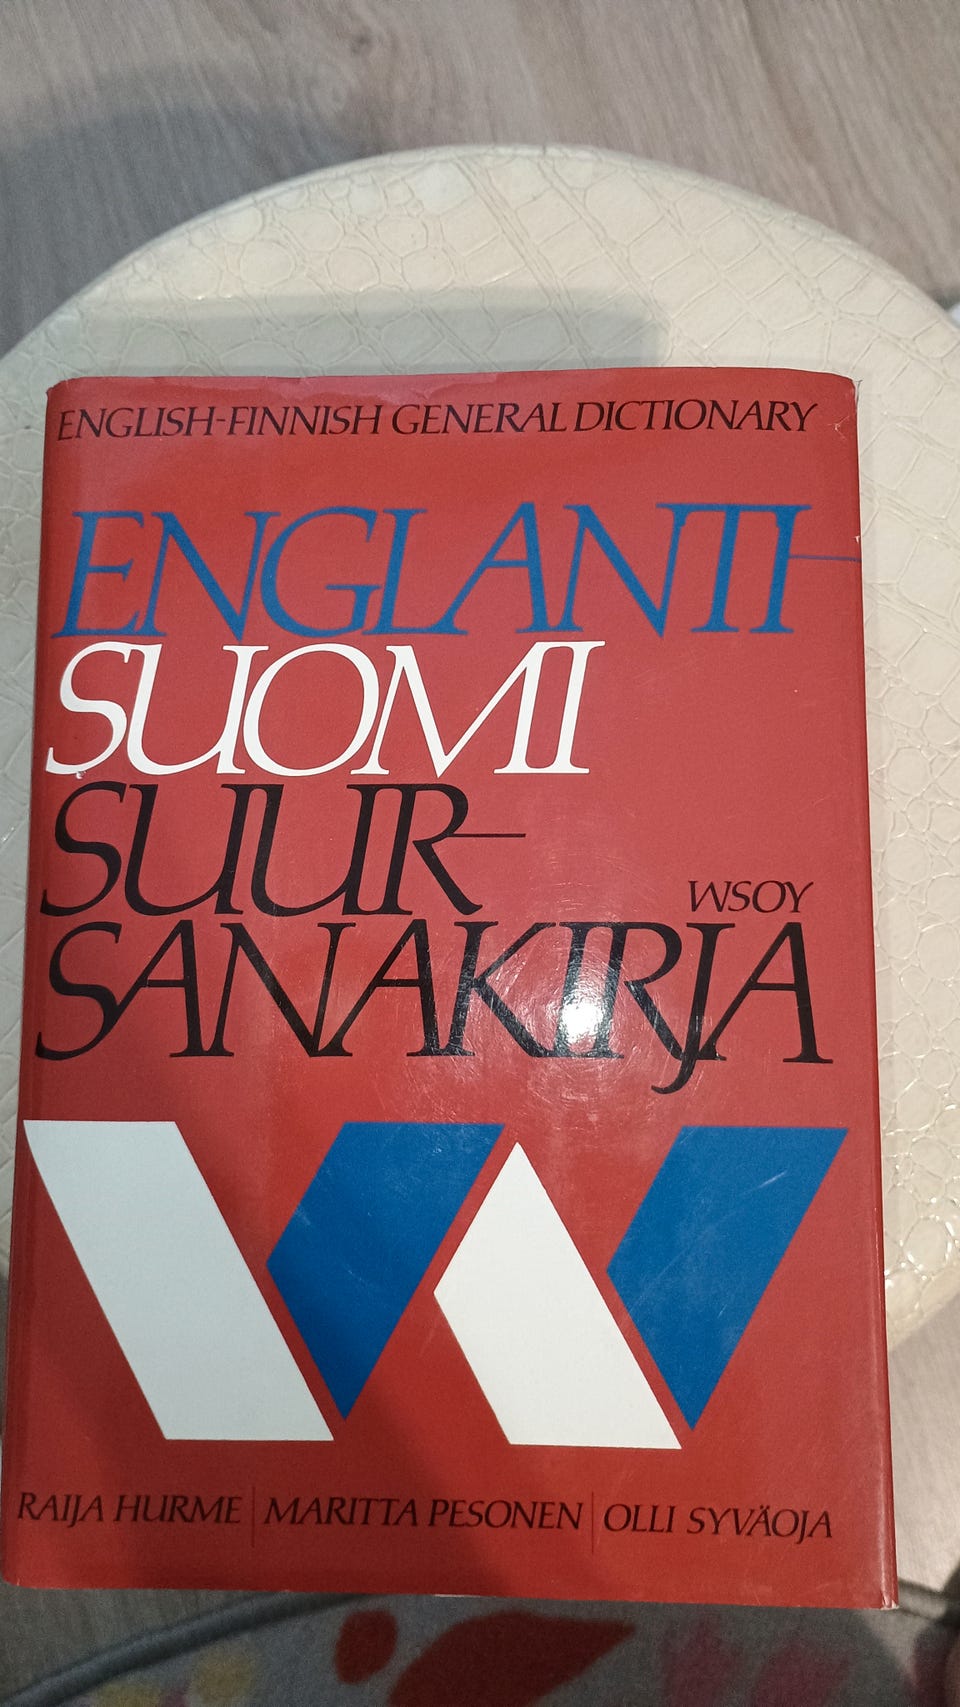 ENGLISH-FINNISH GENERAL DICTIONARY
ENGLANTI-
SUOMI
SUUR-
WSOY
SANAKIRJA
RAIJA HURME | MARITTA PESONEN | OLLI SYVÄOJA